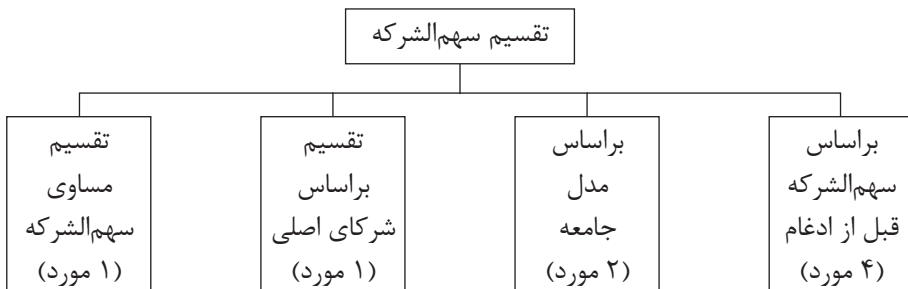 تقسیم سهم‌الشرکه
براساس
سهم‌الشرکه
قبل از ادغام
(۴ مورد)
براساس
مدل
جامعه
(۲ مورد)
تقسیم
براساس
شرکای اصلی
(۱ مورد)
تقسیم
مساوی
سهم‌الشرکه
(۱ مورد)